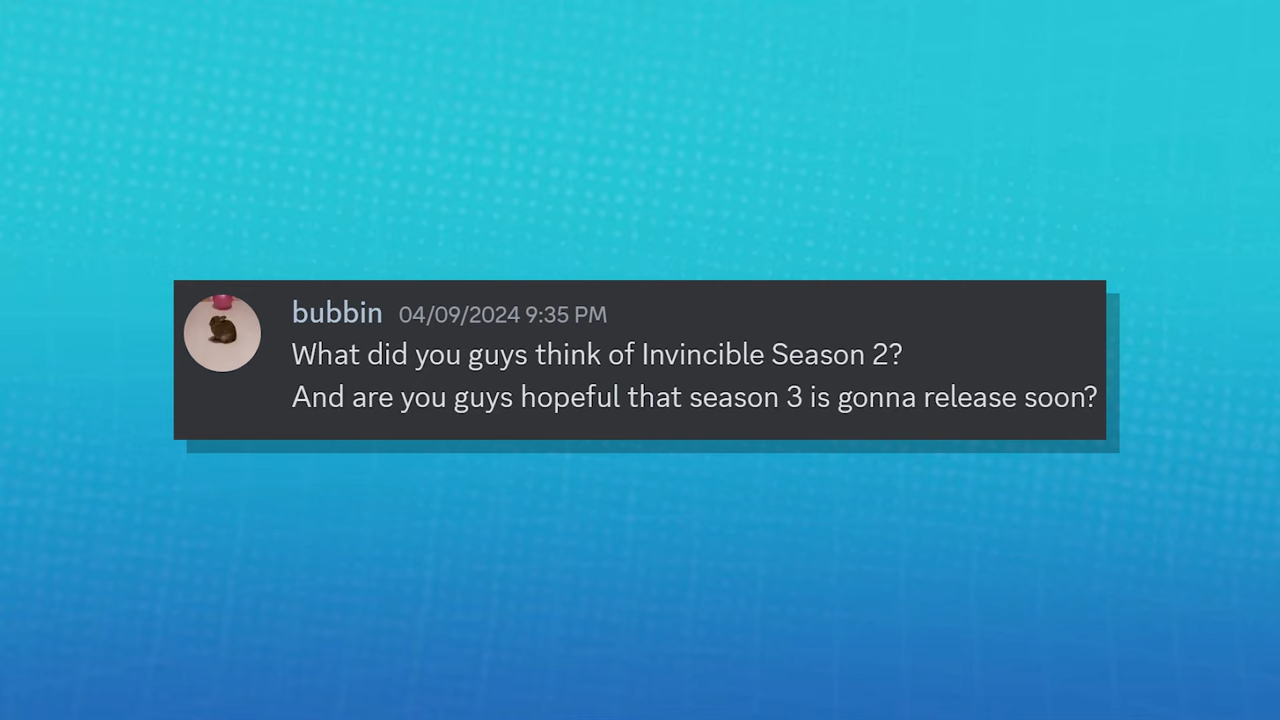 bubbin 04/09/2024 9:35 PM
What did you guys think of Invincible Season 2?
And are you guys hopeful that season 3 is gonna release soon?